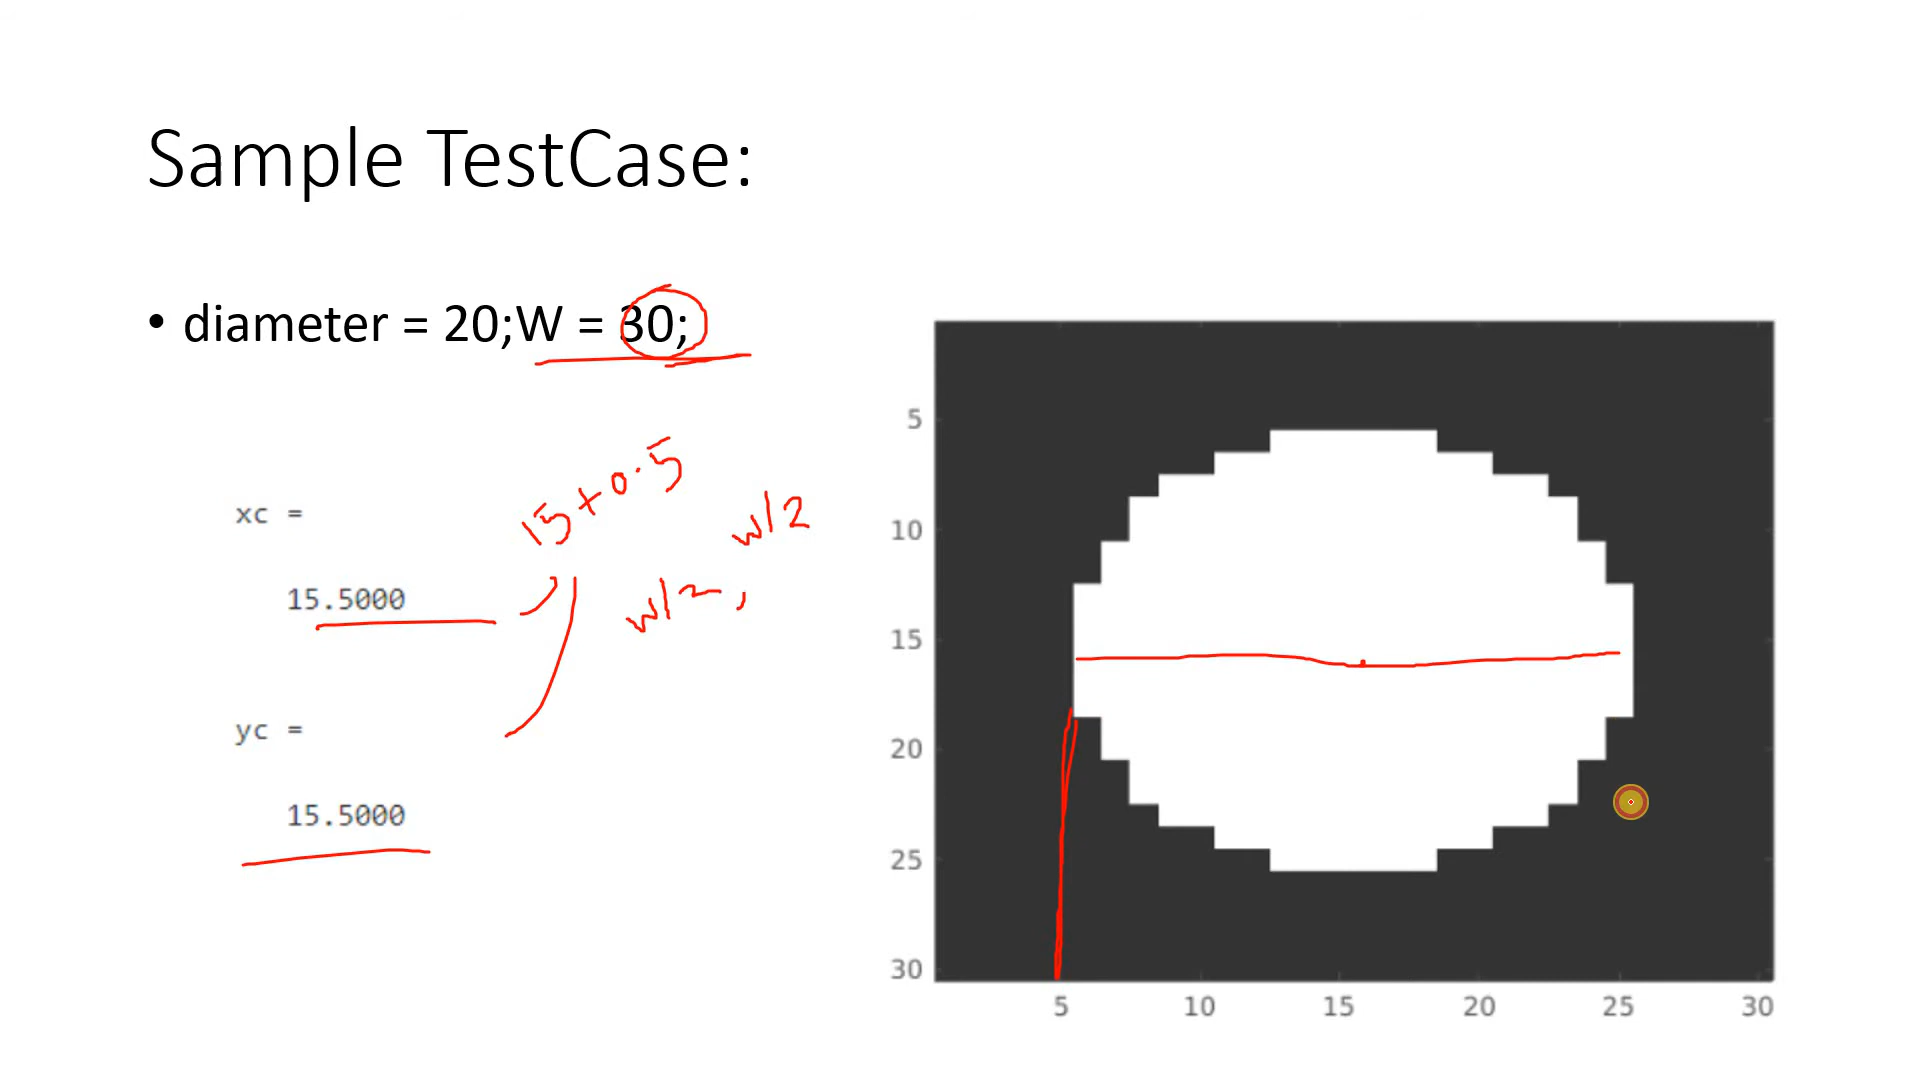 Sample TestCase:
• diameter = 20;W = 30;
xc =
15.5000
yc =
15.5000
15+0.5
w/2
w/2 ,
5
10
15
20
25
30
5 10 15 20 25 30